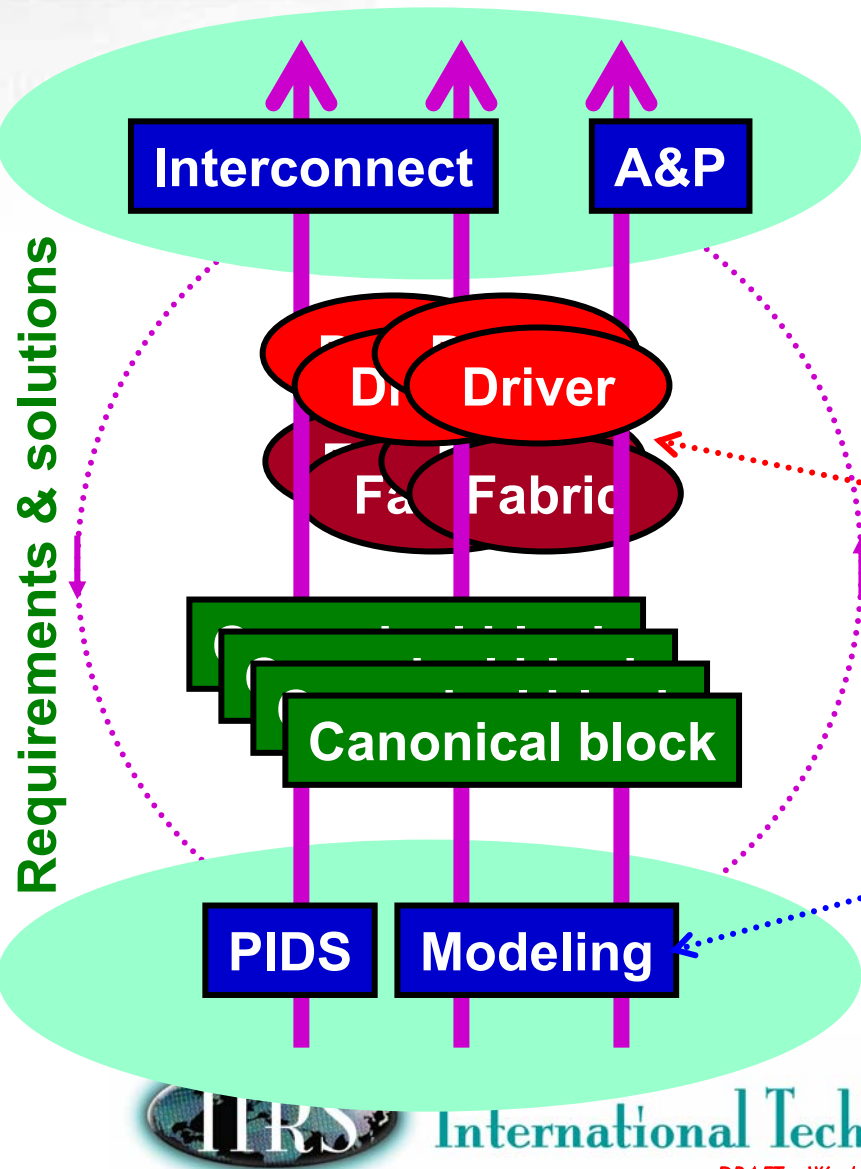 Interconnect
A&P
Requirements & solutions
Driver
Fabric
Canonical block
PIDS
Modeling
International Tech